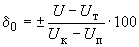 δ₀ = ± (U − Uт) / (Uк − Uп) · 100